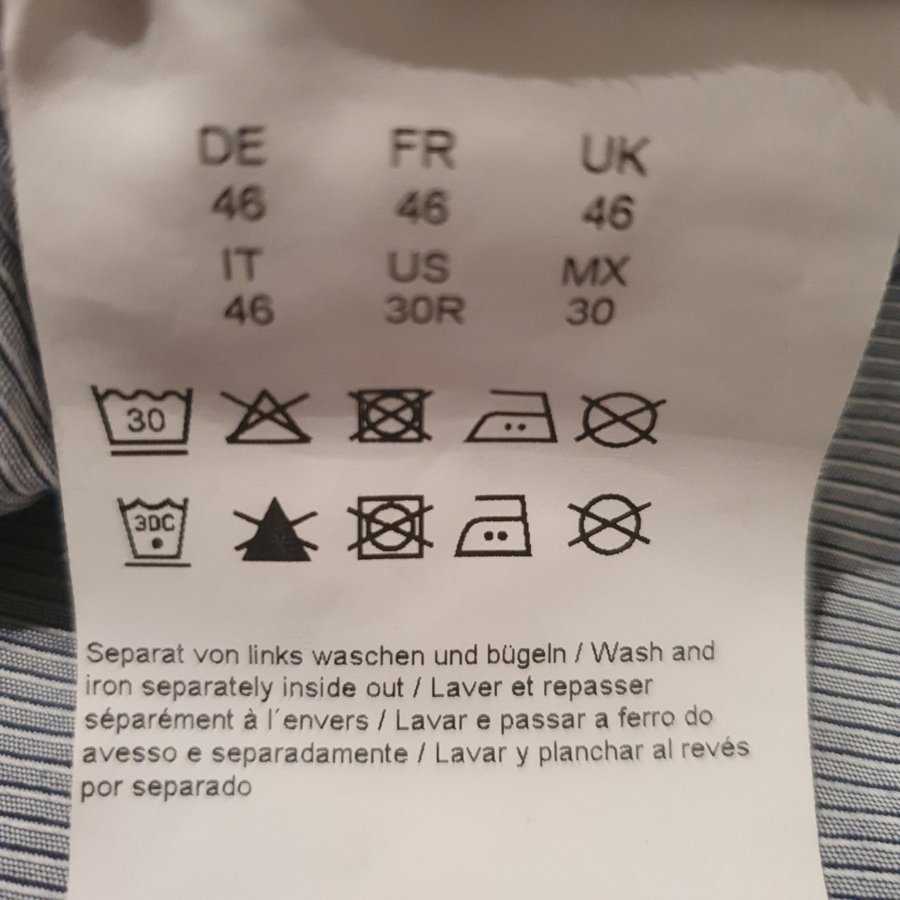 DE FR UK
46 46 46
IT US MX
46 30R 30
30
3DC
Separat von links waschen und bügeln / Wash and
iron separately inside out / Laver et repasser
séparément à l´envers / Lavar e passar a ferro do
avesso e separadamente / Lavar y planchar al revés
por separado